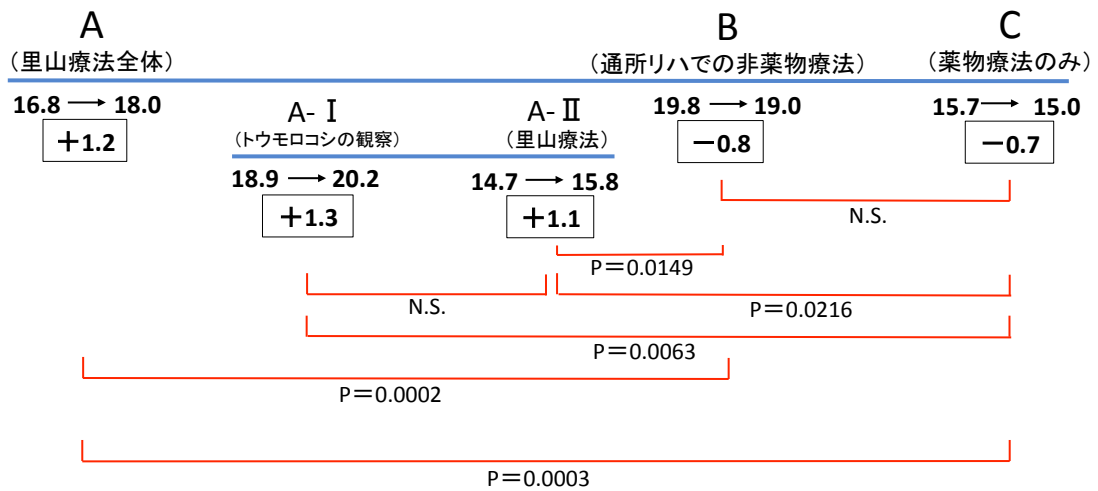 A
（里山療法全体）
16.8 → 18.0
＋1.2
A-Ⅰ
（トウモロコシの観察）
18.9 → 20.2
＋1.3
A-Ⅱ
（里山療法）
14.7 → 15.8
＋1.1
B
（通所リハでの非薬物療法）
19.8 → 19.0
－0.8
C
（薬物療法のみ）
15.7 → 15.0
－0.7
N.S.
P＝0.0149
N.S.
P＝0.0216
P＝0.0063
P＝0.0002
P＝0.0003